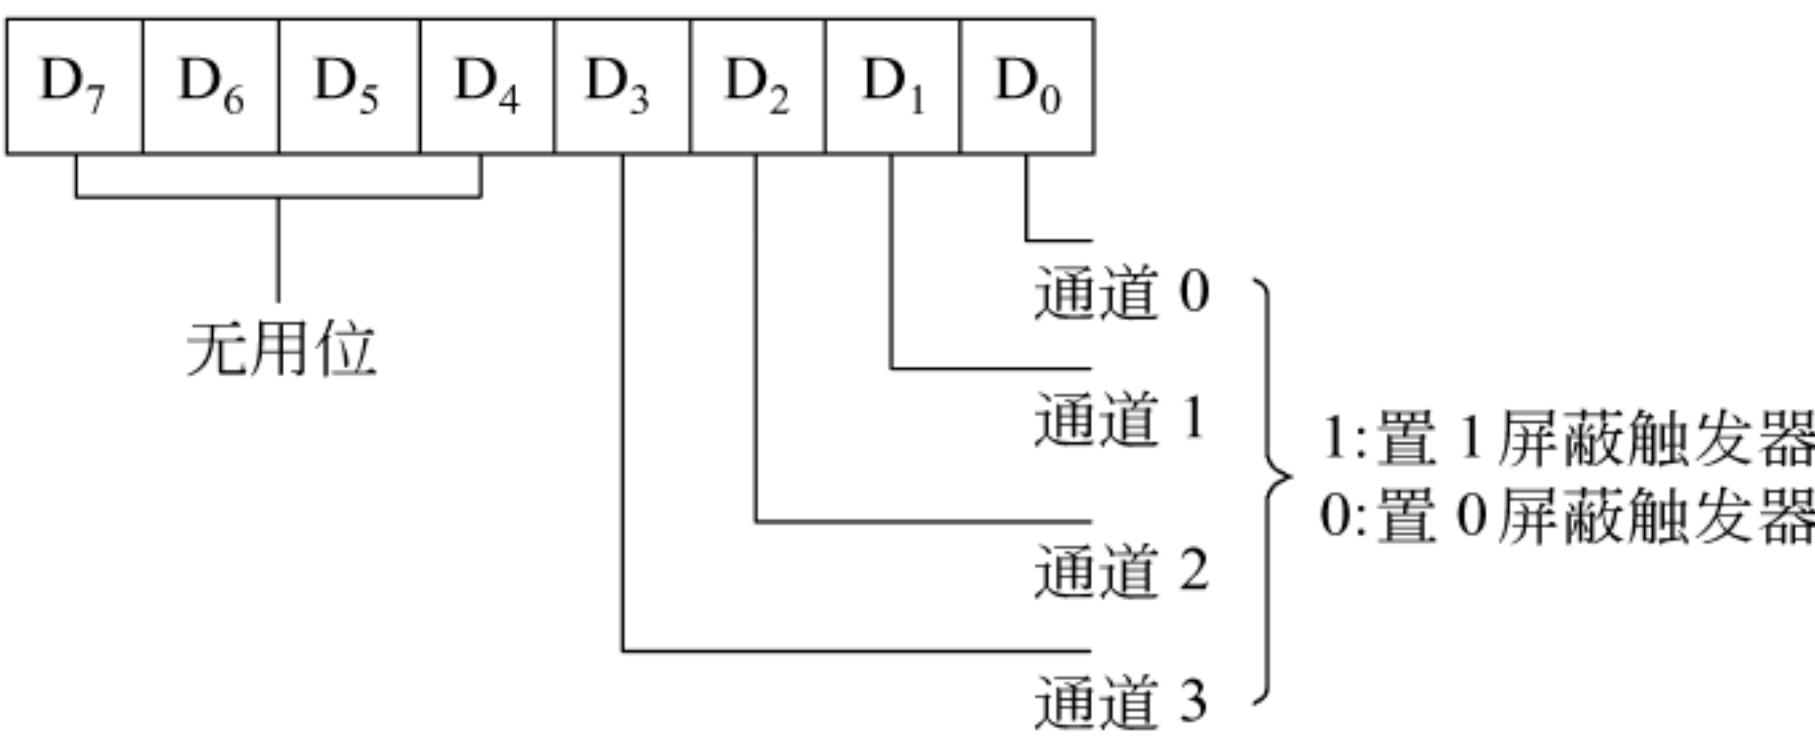 D₇ D₆ D₅ D₄ D₃ D₂ D₁ D₀
通道 0
无用位
通道 1
1:置 1 屏蔽触发器
0:置 0 屏蔽触发器
通道 2
通道 3